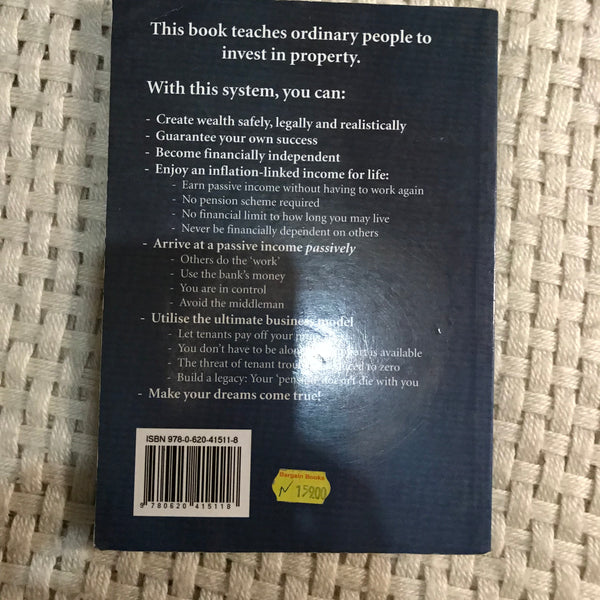 This book teaches ordinary people to
invest in property.
With this system, you can:
- Create wealth safely, legally and realistically
- Guarantee your own success
- Become financially independent
- Enjoy an inflation-linked income for life:
- Earn passive income without having to work again
- No pension scheme required
- No financial limit to how long you may live
- Never be financially dependent on others
- Arrive at a passive income passively
- Others do the ‘work’
- Use the bank's money
- You are in control
- Avoid the middleman
- Utilise the ultimate business model
- Let tenants pay off your
- You don't have to be alone is available
- The threat of tenant to zero
- Build a legacy: Your doesn't die with you
- Make your dreams come true!
ISBN 978-0-620-41511-8
9 780620 415118
Bargain Books